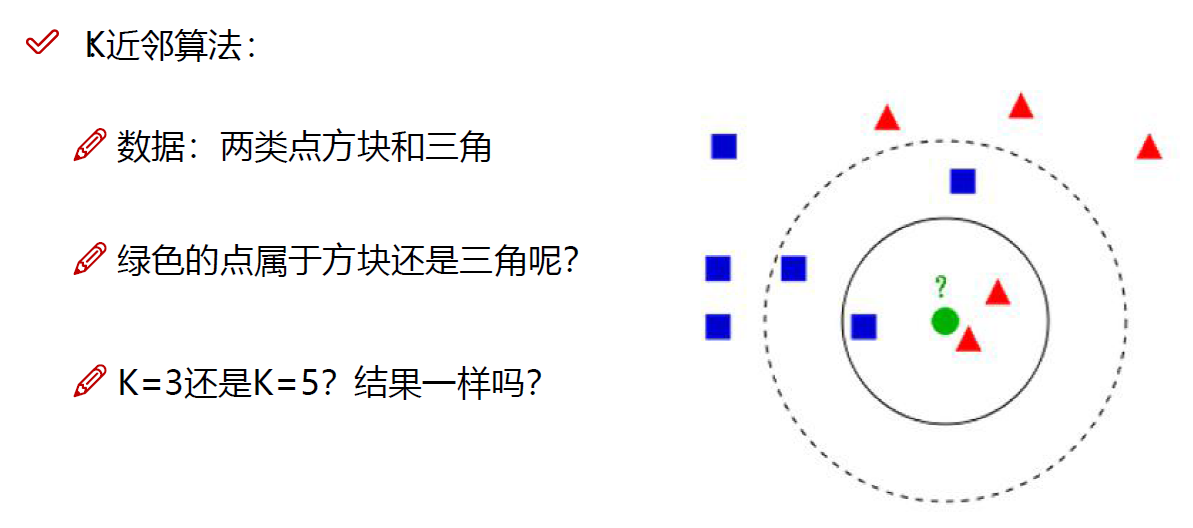 K近邻算法：
数据：两类点方块和三角
绿色的点属于方块还是三角呢？
K=3还是K=5？结果一样吗？
?